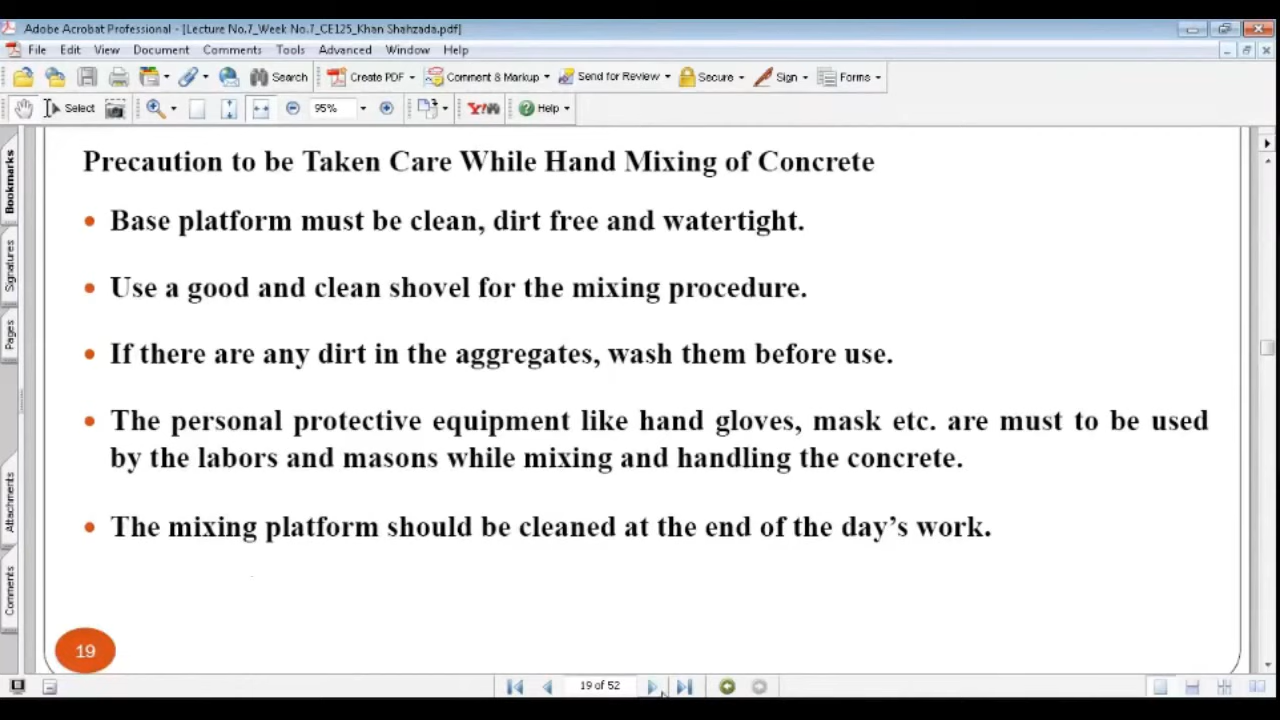 Adobe Acrobat Professional - [Lecture No.7_Week No.7_CE125_Khan Shahzada.pdf]
File Edit View Document Comments Tools Advanced Window Help
Search Create PDF Comment & Markup Send for Review Secure Sign Forms
Select 95% Y! Help
Bookmarks
Signatures
Pages
Attachments
Comments
Precaution to be Taken Care While Hand Mixing of Concrete
• Base platform must be clean, dirt free and watertight.
• Use a good and clean shovel for the mixing procedure.
• If there are any dirt in the aggregates, wash them before use.
• The personal protective equipment like hand gloves, mask etc. are must to be used
by the labors and masons while mixing and handling the concrete.
• The mixing platform should be cleaned at the end of the day’s work.
19
19 of 52